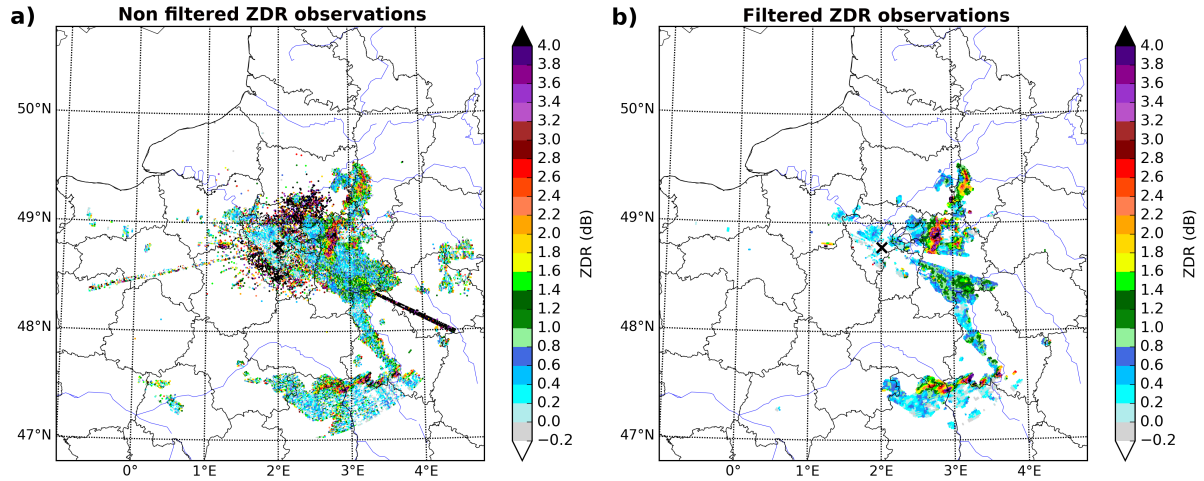 a)
Non filtered ZDR observations
50°N
49°N
48°N
47°N
0°
1°E
2°E
3°E
4°E
4.0
3.8
3.6
3.4
3.2
3.0
2.8
2.6
2.4
2.2
2.0
1.8
1.6
1.4
1.2
1.0
0.8
0.6
0.4
0.2
0.0
−0.2
ZDR (dB)
b)
Filtered ZDR observations
50°N
49°N
48°N
47°N
0°
1°E
2°E
3°E
4°E
4.0
3.8
3.6
3.4
3.2
3.0
2.8
2.6
2.4
2.2
2.0
1.8
1.6
1.4
1.2
1.0
0.8
0.6
0.4
0.2
0.0
−0.2
ZDR (dB)